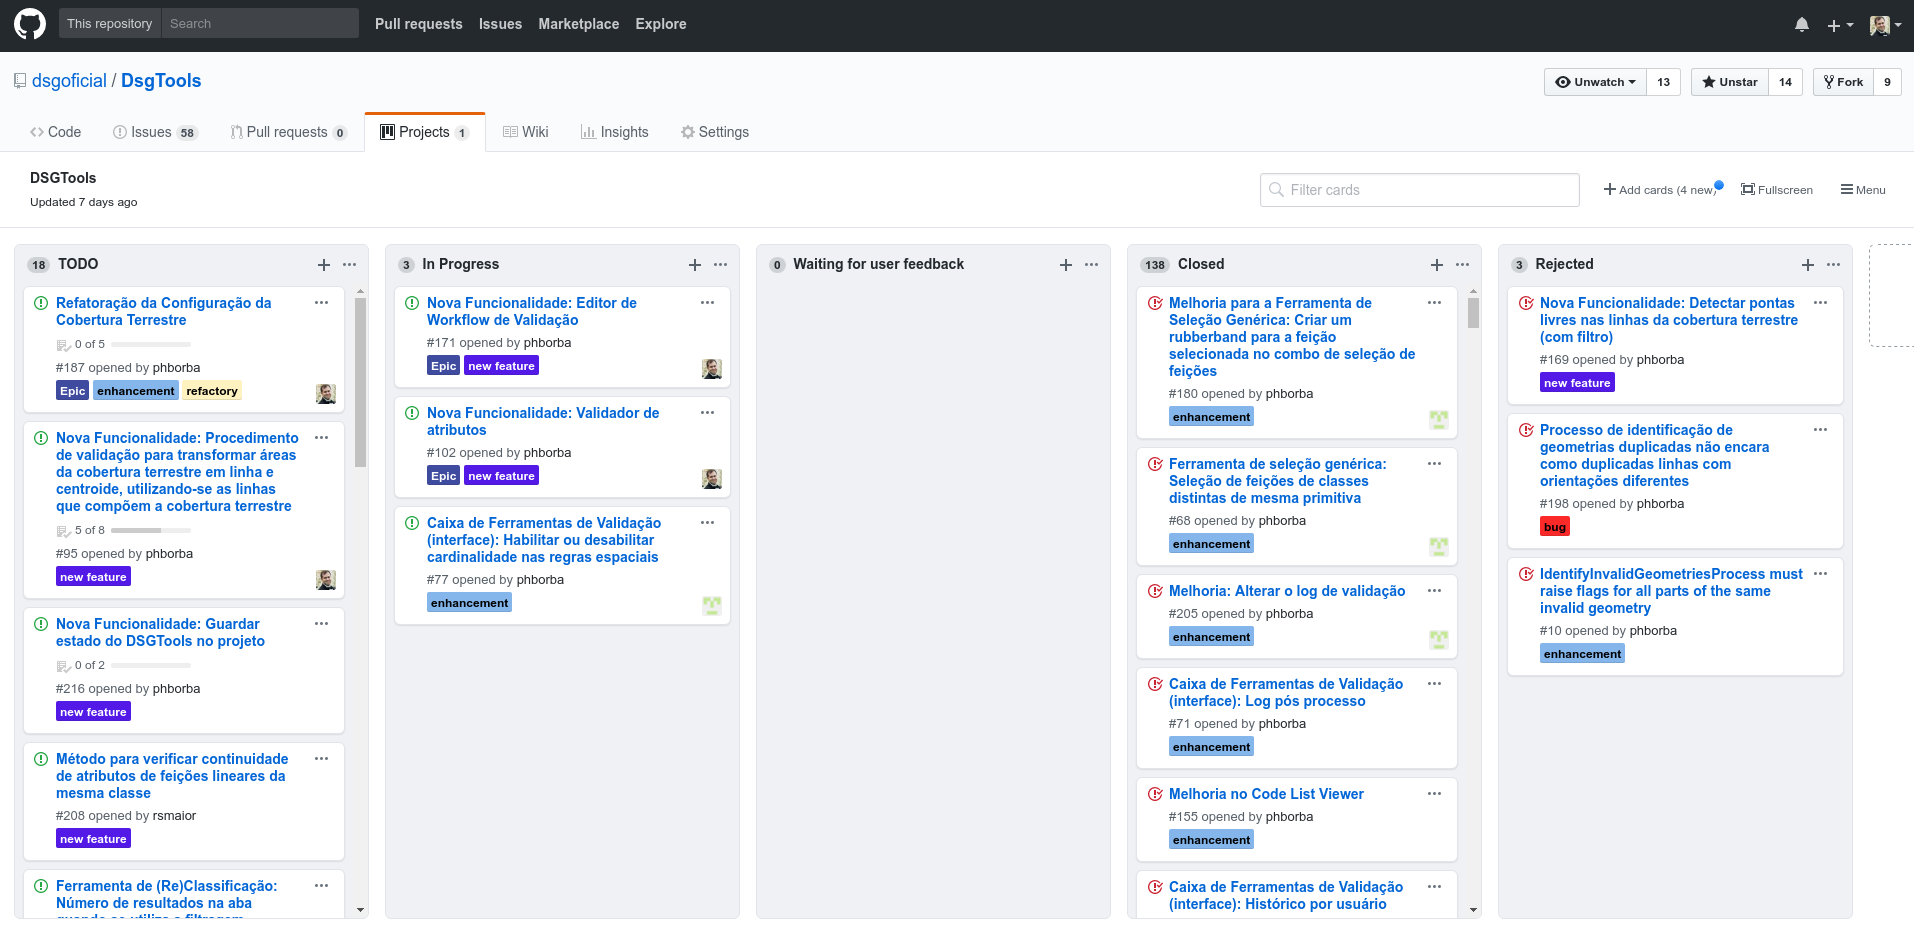 This repository Search Pull requests Issues Marketplace Explore
dsgoficial / DsgTools
Unwatch 13 Unstar 14 Fork 9
Code Issues 58 Pull requests 0 Projects 1 Wiki Insights Settings
DSGTools
Updated 7 days ago
Filter cards
Add cards (4 new) Fullscreen Menu
18 TODO
Refatoração da Configuração da
Cobertura Terrestre
0 of 5
#187 opened by phborba
Epic enhancement refactory
Nova Funcionalidade: Procedimento
de validação para transformar áreas
da cobertura terrestre em linha e
centroide, utilizando-se as linhas
que compõem a cobertura terrestre
5 of 8
#95 opened by phborba
new feature
Nova Funcionalidade: Guardar
estado do DSGTools no projeto
0 of 2
#216 opened by phborba
new feature
Método para verificar continuidade
de atributos de feições lineares da
mesma classe
#208 opened by rsmaior
new feature
Ferramenta de (Re)Classificação:
Número de resultados na aba
quando se utiliza a filtragem
3 In Progress
Nova Funcionalidade: Editor de
Workflow de Validação
#171 opened by phborba
Epic new feature
Nova Funcionalidade: Validador de
atributos
#102 opened by phborba
Epic new feature
Caixa de Ferramentas de Validação
(interface): Habilitar ou desabilitar
cardinalidade nas regras espaciais
#77 opened by phborba
enhancement
0 Waiting for user feedback
138 Closed
Melhoria para a Ferramenta de
Seleção Genérica: Criar um
rubberband para a feição
selecionada no combo de seleção de
feições
#180 opened by phborba
enhancement
Ferramenta de seleção genérica:
Seleção de feições de classes
distintas de mesma primitiva
#68 opened by phborba
enhancement
Melhoria: Alterar o log de validação
#205 opened by phborba
enhancement
Caixa de Ferramentas de Validação
(interface): Log pós processo
#71 opened by phborba
enhancement
Melhoria no Code List Viewer
#155 opened by phborba
enhancement
Caixa de Ferramentas de Validação
(interface): Histórico por usuário
3 Rejected
Nova Funcionalidade: Detectar pontas
livres nas linhas da cobertura terrestre
(com filtro)
#169 opened by phborba
new feature
Processo de identificação de
geometrias duplicadas não encara
como duplicadas linhas com
orientações diferentes
#198 opened by phborba
bug
IdentifyInvalidGeometriesProcess must
raise flags for all parts of the same
invalid geometry
#10 opened by phborba
enhancement